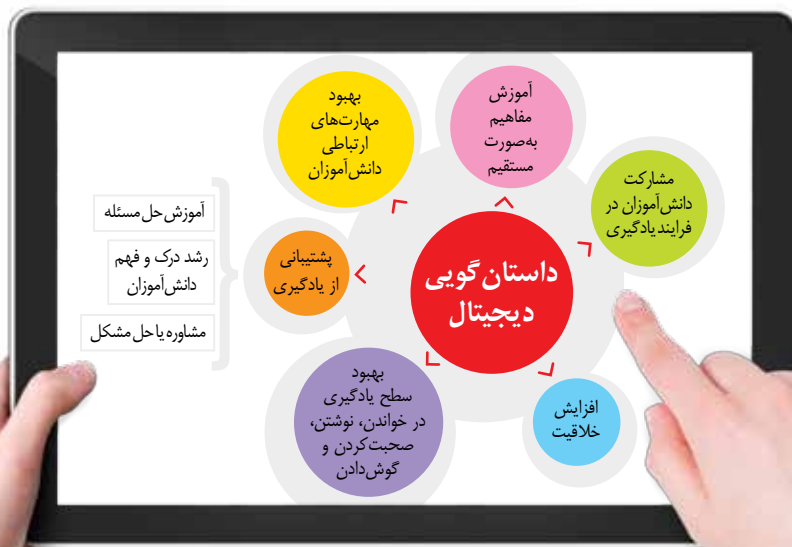 آموزش
مفاهیم
به‌صورت
مستقیم
بهبود
مهارت‌های
ارتباطی
دانش‌آموزان
مشارکت
دانش‌آموزان در
فرایند یادگیری
داستان‌گویی
دیجیتال
پشتیبانی
از یادگیری
آموزش حل مسئله
رشد درک و فهم
دانش‌آموزان
مشاوره یا حل مشکل
بهبود
سطح یادگیری
در خواندن، نوشتن،
صحبت‌کردن و
گوش‌دادن
افزایش
خلاقیت